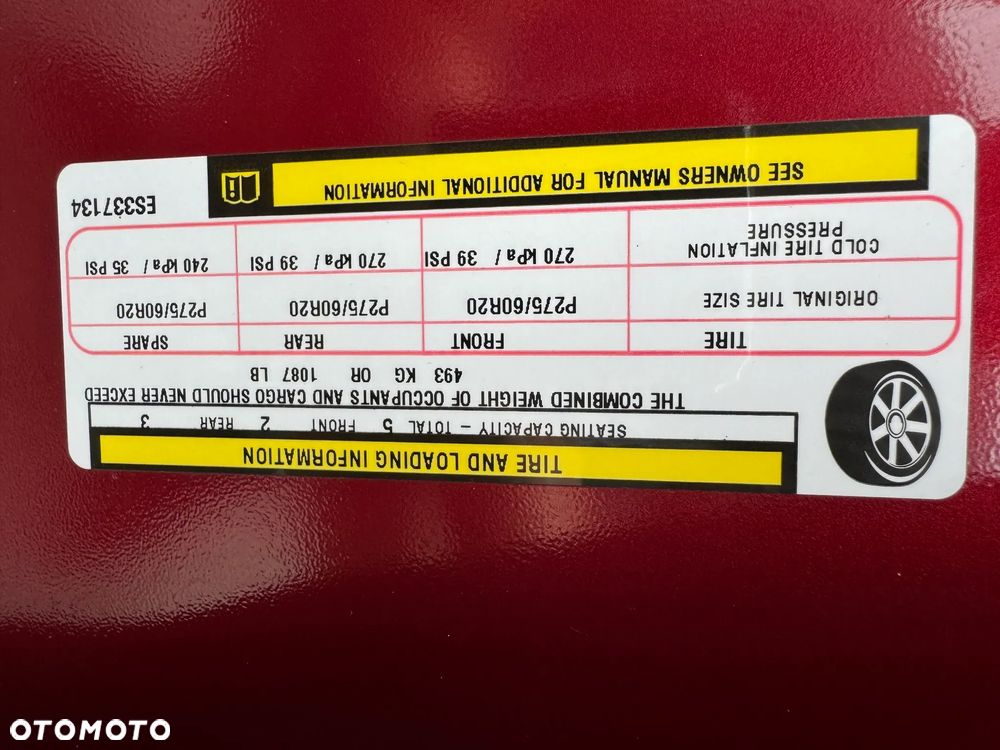 TIRE AND LOADING INFORMATION
SEATING CAPACITY – TOTAL 5 FRONT 2 REAR 3
THE COMBINED WEIGHT OF OCCUPANTS AND CARGO SHOULD NEVER EXCEED
493 KG OR 1087 LB
TIRE FRONT REAR SPARE
ORIGINAL TIRE SIZE P275/60R20 P275/60R20 P275/60R20
COLD TIRE INFLATION
PRESSURE 270 kPa / 39 PSI 270 kPa / 39 PSI 240 kPa / 35 PSI
SEE OWNERS MANUAL FOR ADDITIONAL INFORMATION
ES337134
OTOMOTO